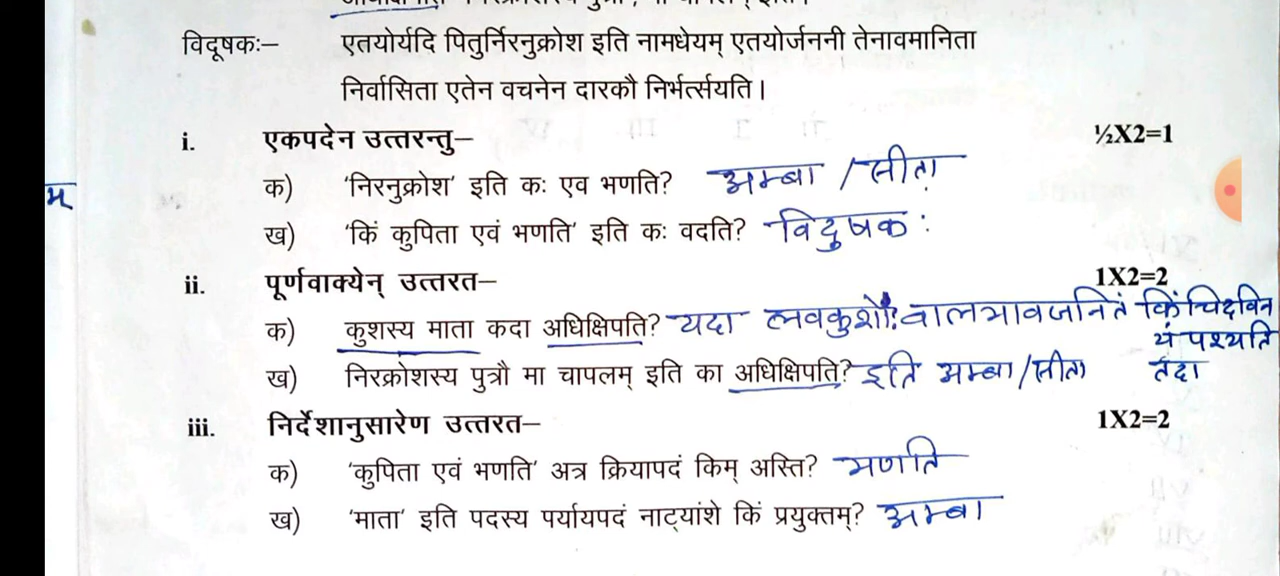 विदूषकः– एतयोर्यदि पितुर्निरनुक्रोश इति नामधेयम् एतयोर्जननी तेनावमानिता
निर्वासिता एतेन वचनेन दारकौ निर्भर्त्सयति।
i. एकपदेन उत्तरन्तु– ½X2=1
क) 'निरनुक्रोश' इति कः एव भणति? अम्बा / सीता
ख) 'किं कुपिता एवं भणति' इति कः वदति? विदुषक :
ii. पूर्णवाक्येन् उत्तरत– 1X2=2
क) कुशस्य माता कदा अधिक्षिपति? यदा लवकुशौः बालभावजनितं किंचिदविन
यं पश्यति
ख) निरक्रोशस्य पुत्रौ मा चापलम् इति का अधिक्षिपति? इति अम्बा/सीता तदा
iii. निर्देशानुसारेण उत्तरत– 1X2=2
क) 'कुपिता एवं भणति' अत्र क्रियापदं किम् अस्ति? भणति
ख) 'माता' इति पदस्य पर्यायपदं नाट्यांशे किं प्रयुक्तम्? अम्बा